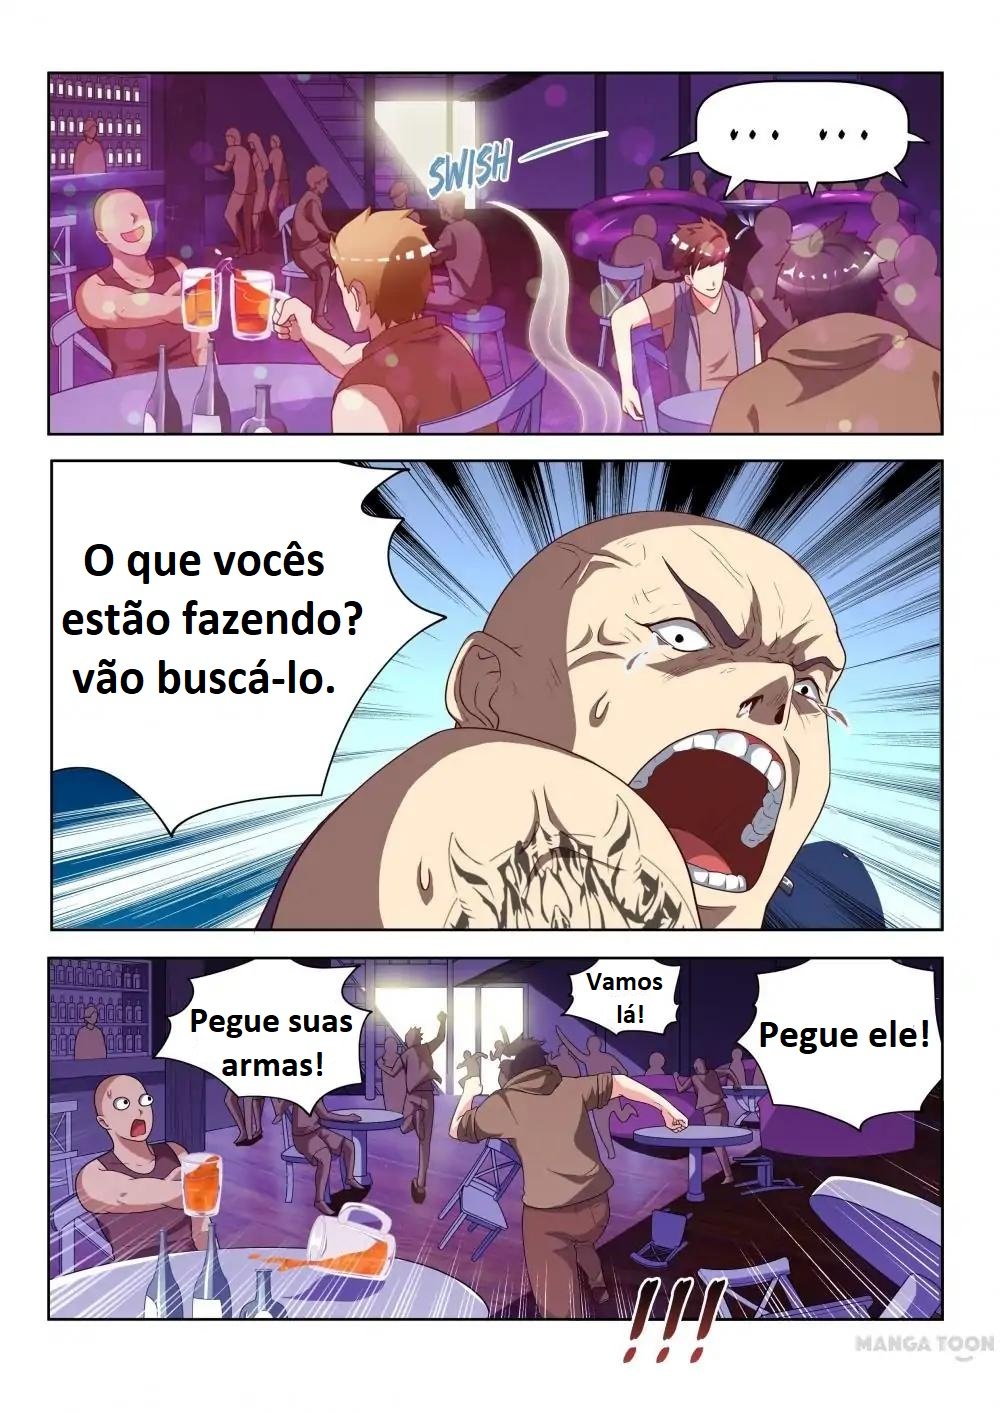 SWISH
... ...
O que vocês
estão fazendo?
vão buscá-lo.
Pegue suas
armas!
Vamos
lá!
Pegue ele!
!!!
MANGA TOON